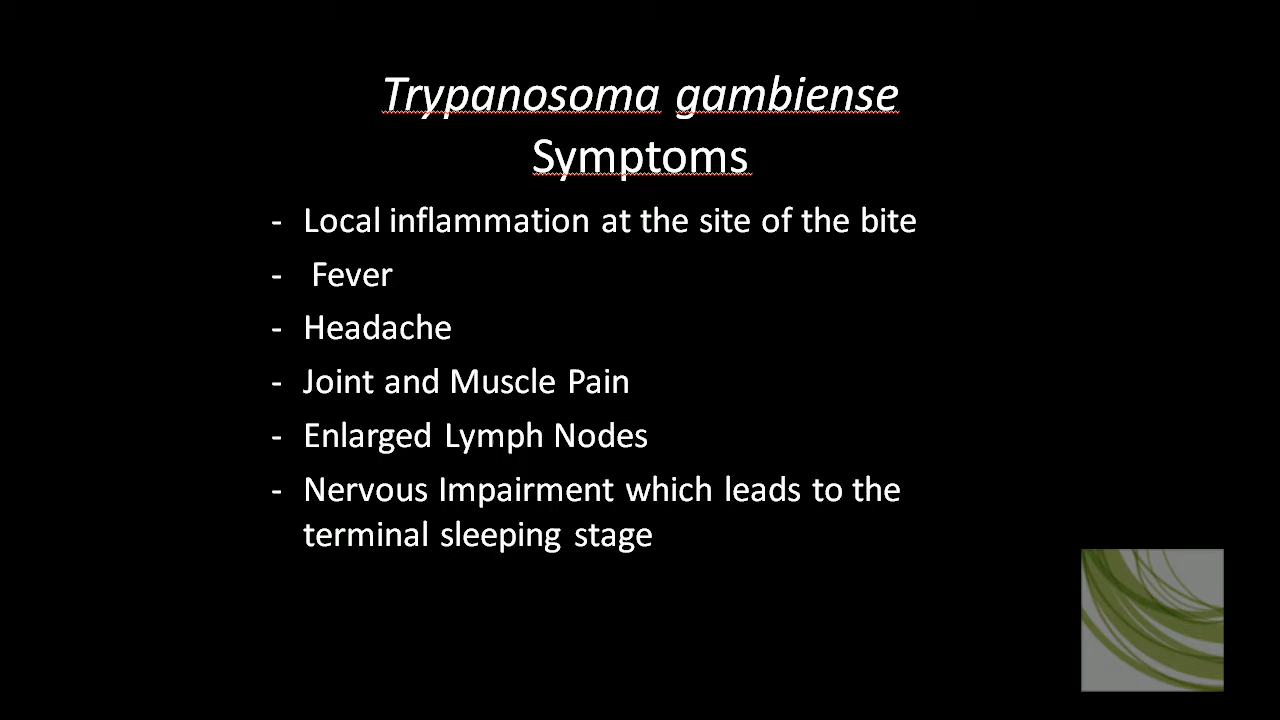 Trypanosoma gambiense
Symptoms
- Local inflammation at the site of the bite
- Fever
- Headache
- Joint and Muscle Pain
- Enlarged Lymph Nodes
- Nervous Impairment which leads to the
terminal sleeping stage